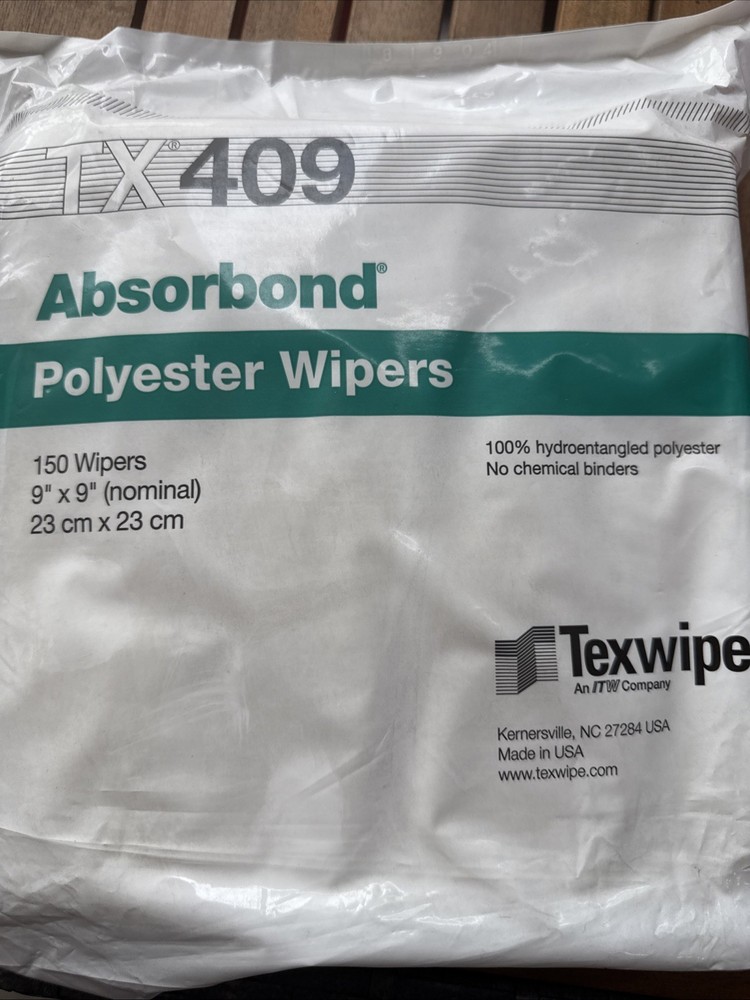 TX® 409
Absorbond®
Polyester Wipers
150 Wipers
9" x 9" (nominal)
23 cm x 23 cm
100% hydroentangled polyester
No chemical binders
Texwipe
An ITW Company
Kernersville, NC 27284 USA
Made in USA
www.texwipe.com